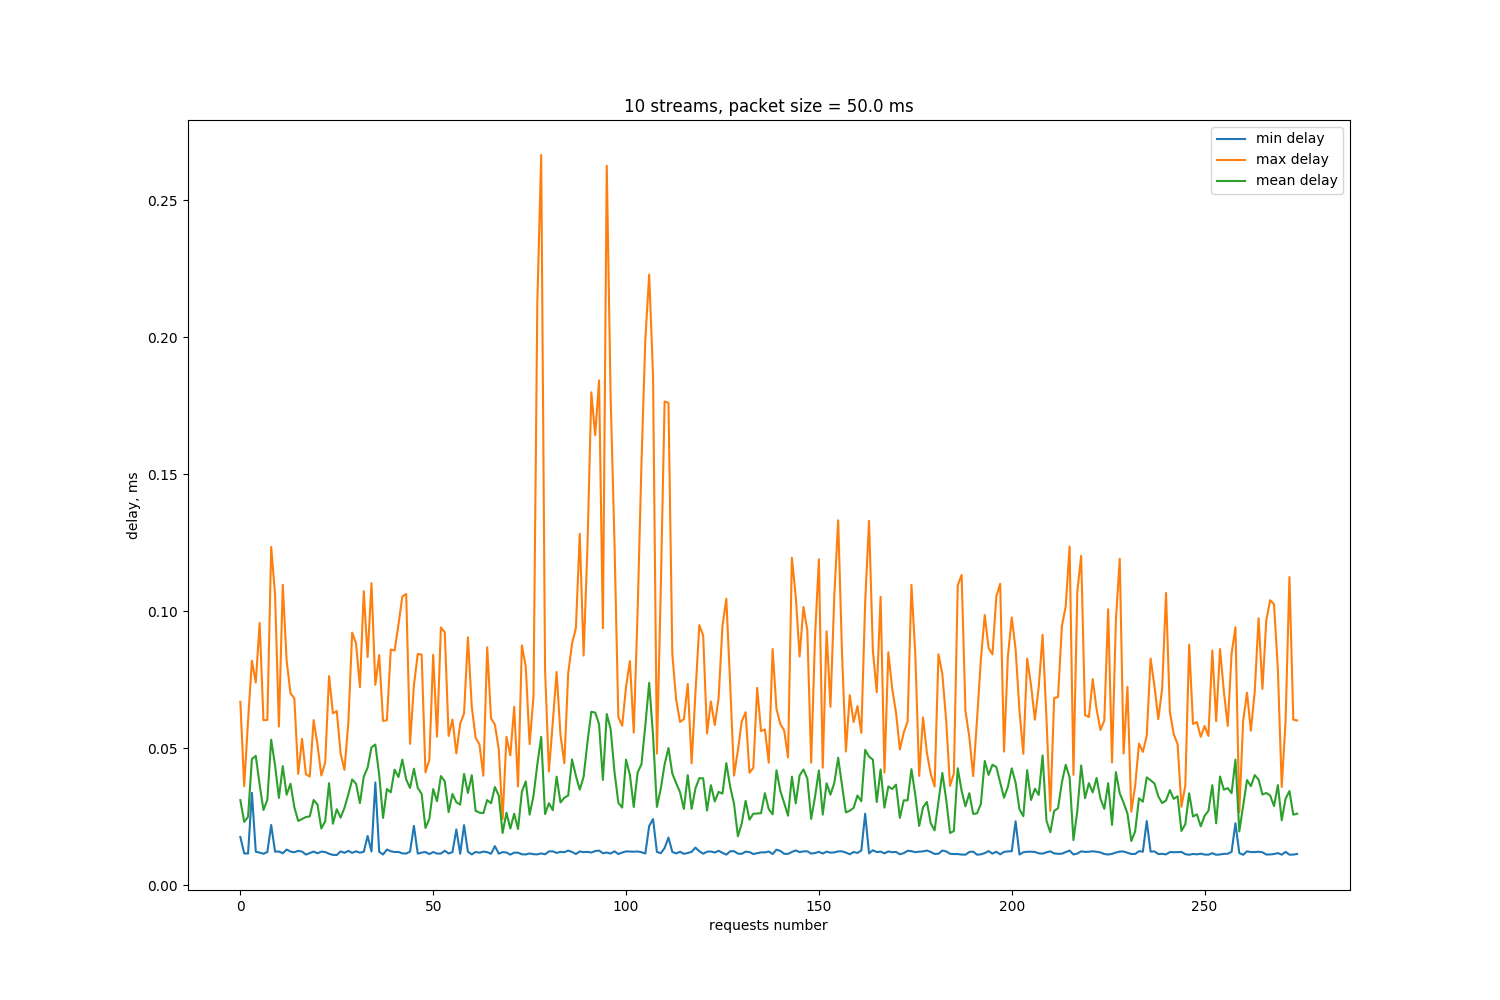 10 streams, packet size = 50.0 ms
min delay
max delay
mean delay
0.25
0.20
0.15
0.10
0.05
0.00
delay, ms
0 50 100 150 200 250
requests number